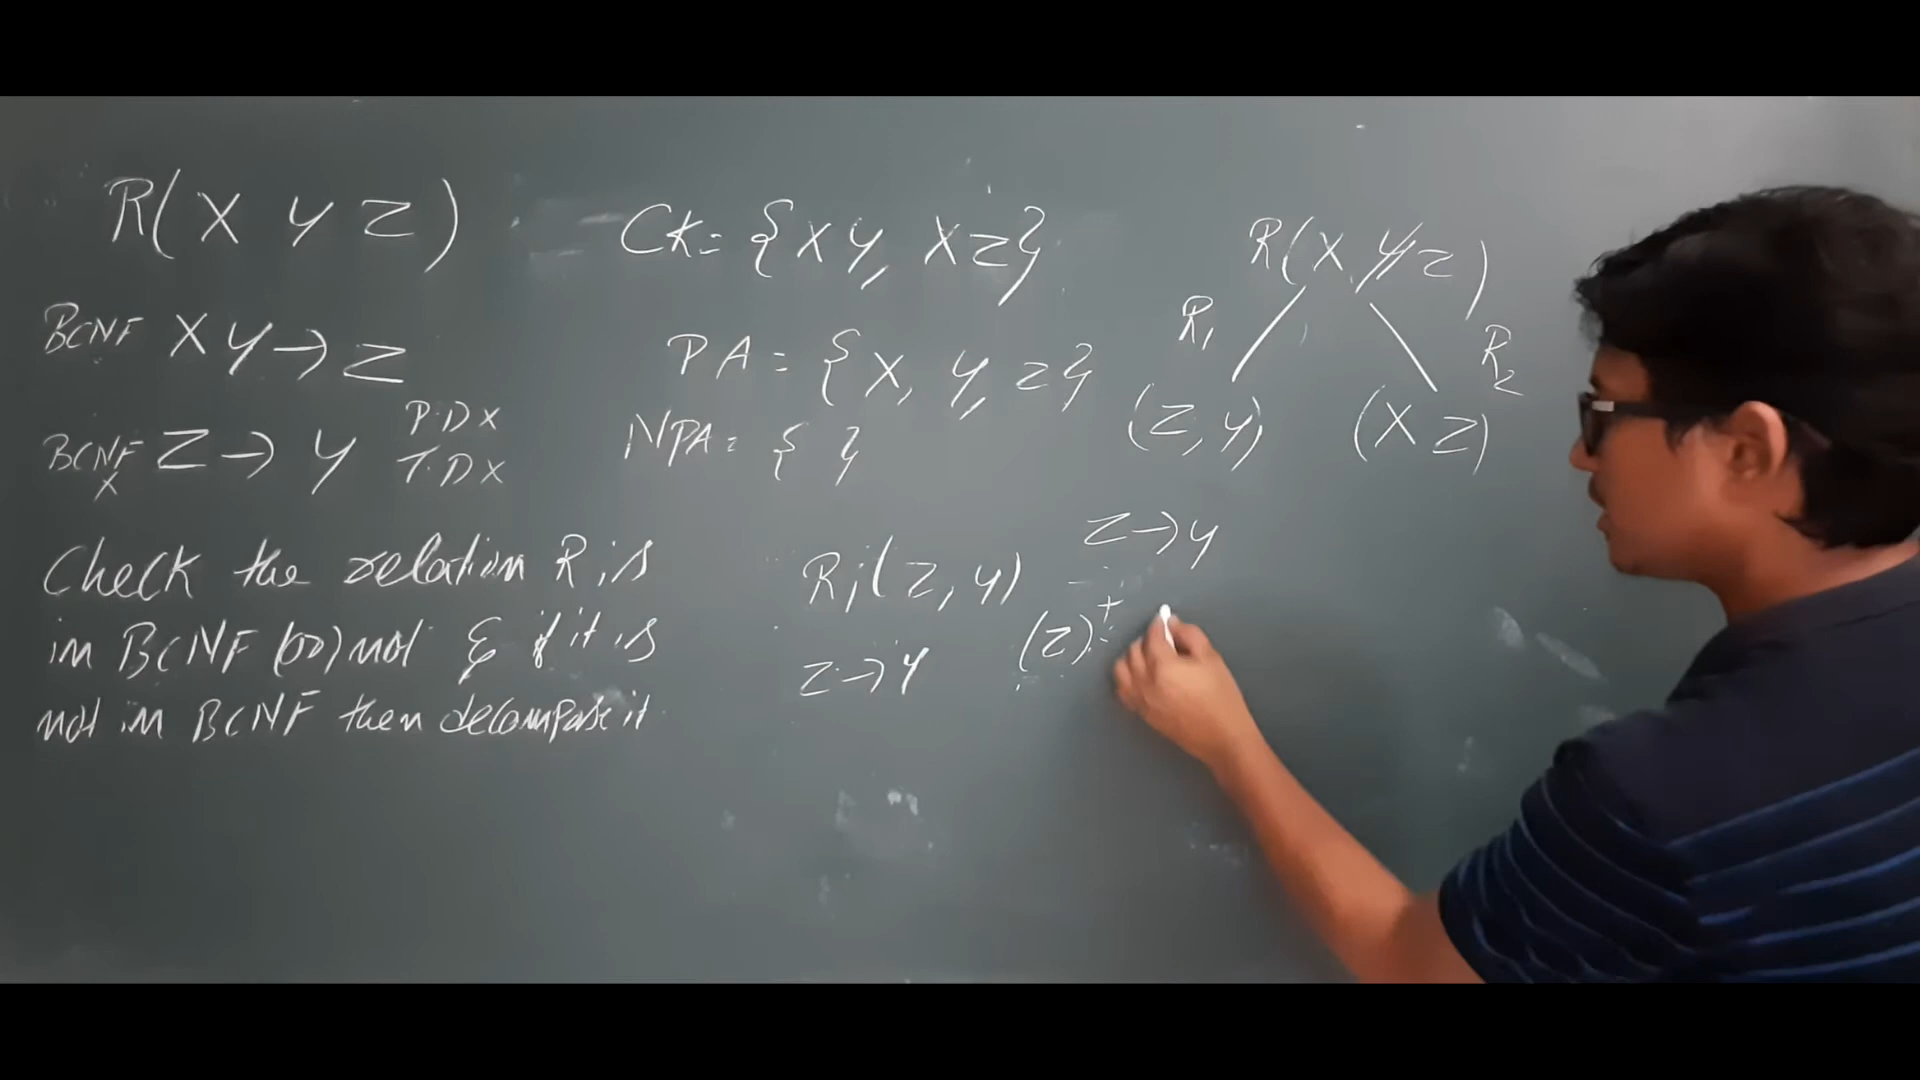 R(X Y Z)
BCNF XY→Z
BCNF Z→Y P.D X
X T.D X
Check the relation R is
in BCNF (or) not & if it is
not in BCNF then decompose it
CK = {XY, XZ}
PA = {X, Y, Z}
NPA = { }
R(X Y Z)
R1 R2
(Z, Y) (X Z)
R1(Z, Y) Z→Y
Z→Y (Z)+